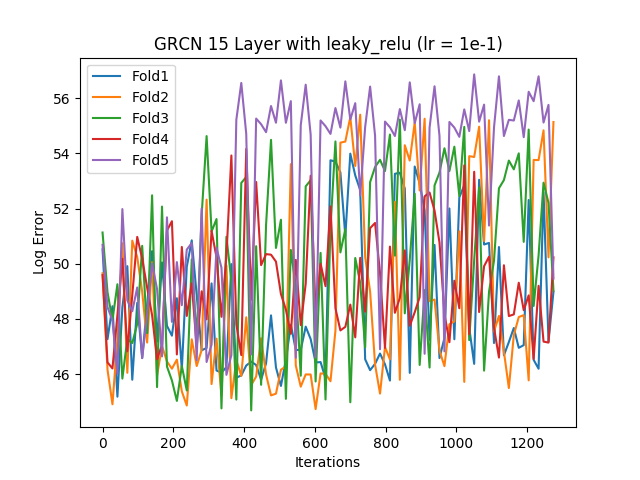 GRCN 15 Layer with leaky_relu (lr = 1e-1)
Fold1
Fold2
Fold3
Fold4
Fold5
56
54
52
50
48
46
Log Error
0 200 400 600 800 1000 1200
Iterations